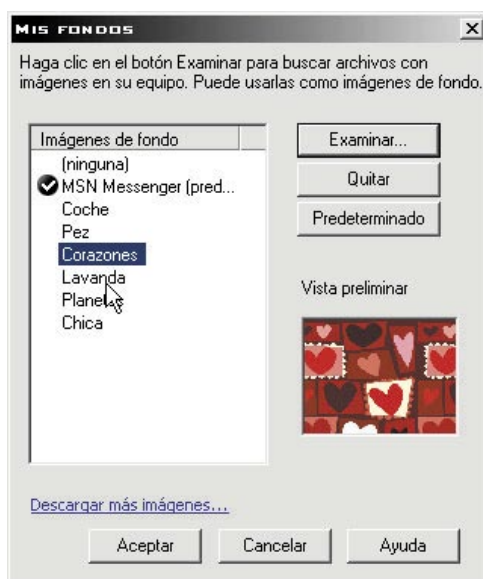 MIS FONDOS
Haga clic en el botón Examinar para buscar archivos con
imágenes en su equipo. Puede usarlas como imágenes de fondo.
Imágenes de fondo
(ninguna)
MSN Messenger (pred...
Coche
Pez
Corazones
Lavanda
Planetas
Chica
Examinar...
Quitar
Predeterminado
Vista preliminar
Descargar más imágenes...
Aceptar
Cancelar
Ayuda